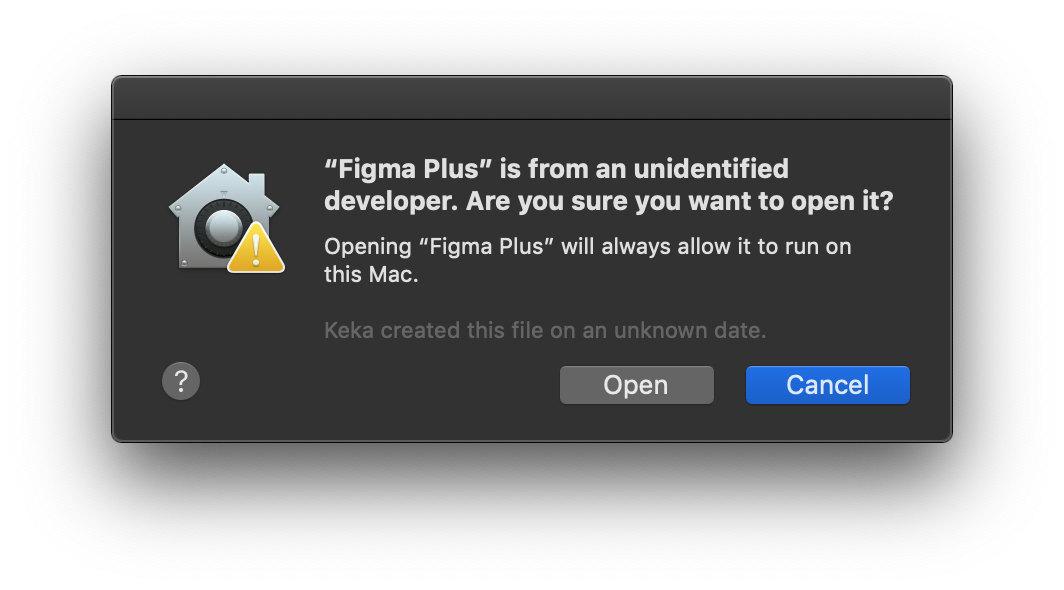 “Figma Plus” is from an unidentified
developer. Are you sure you want to open it?
Opening “Figma Plus” will always allow it to run on
this Mac.
Keka created this file on an unknown date.
?
Open
Cancel